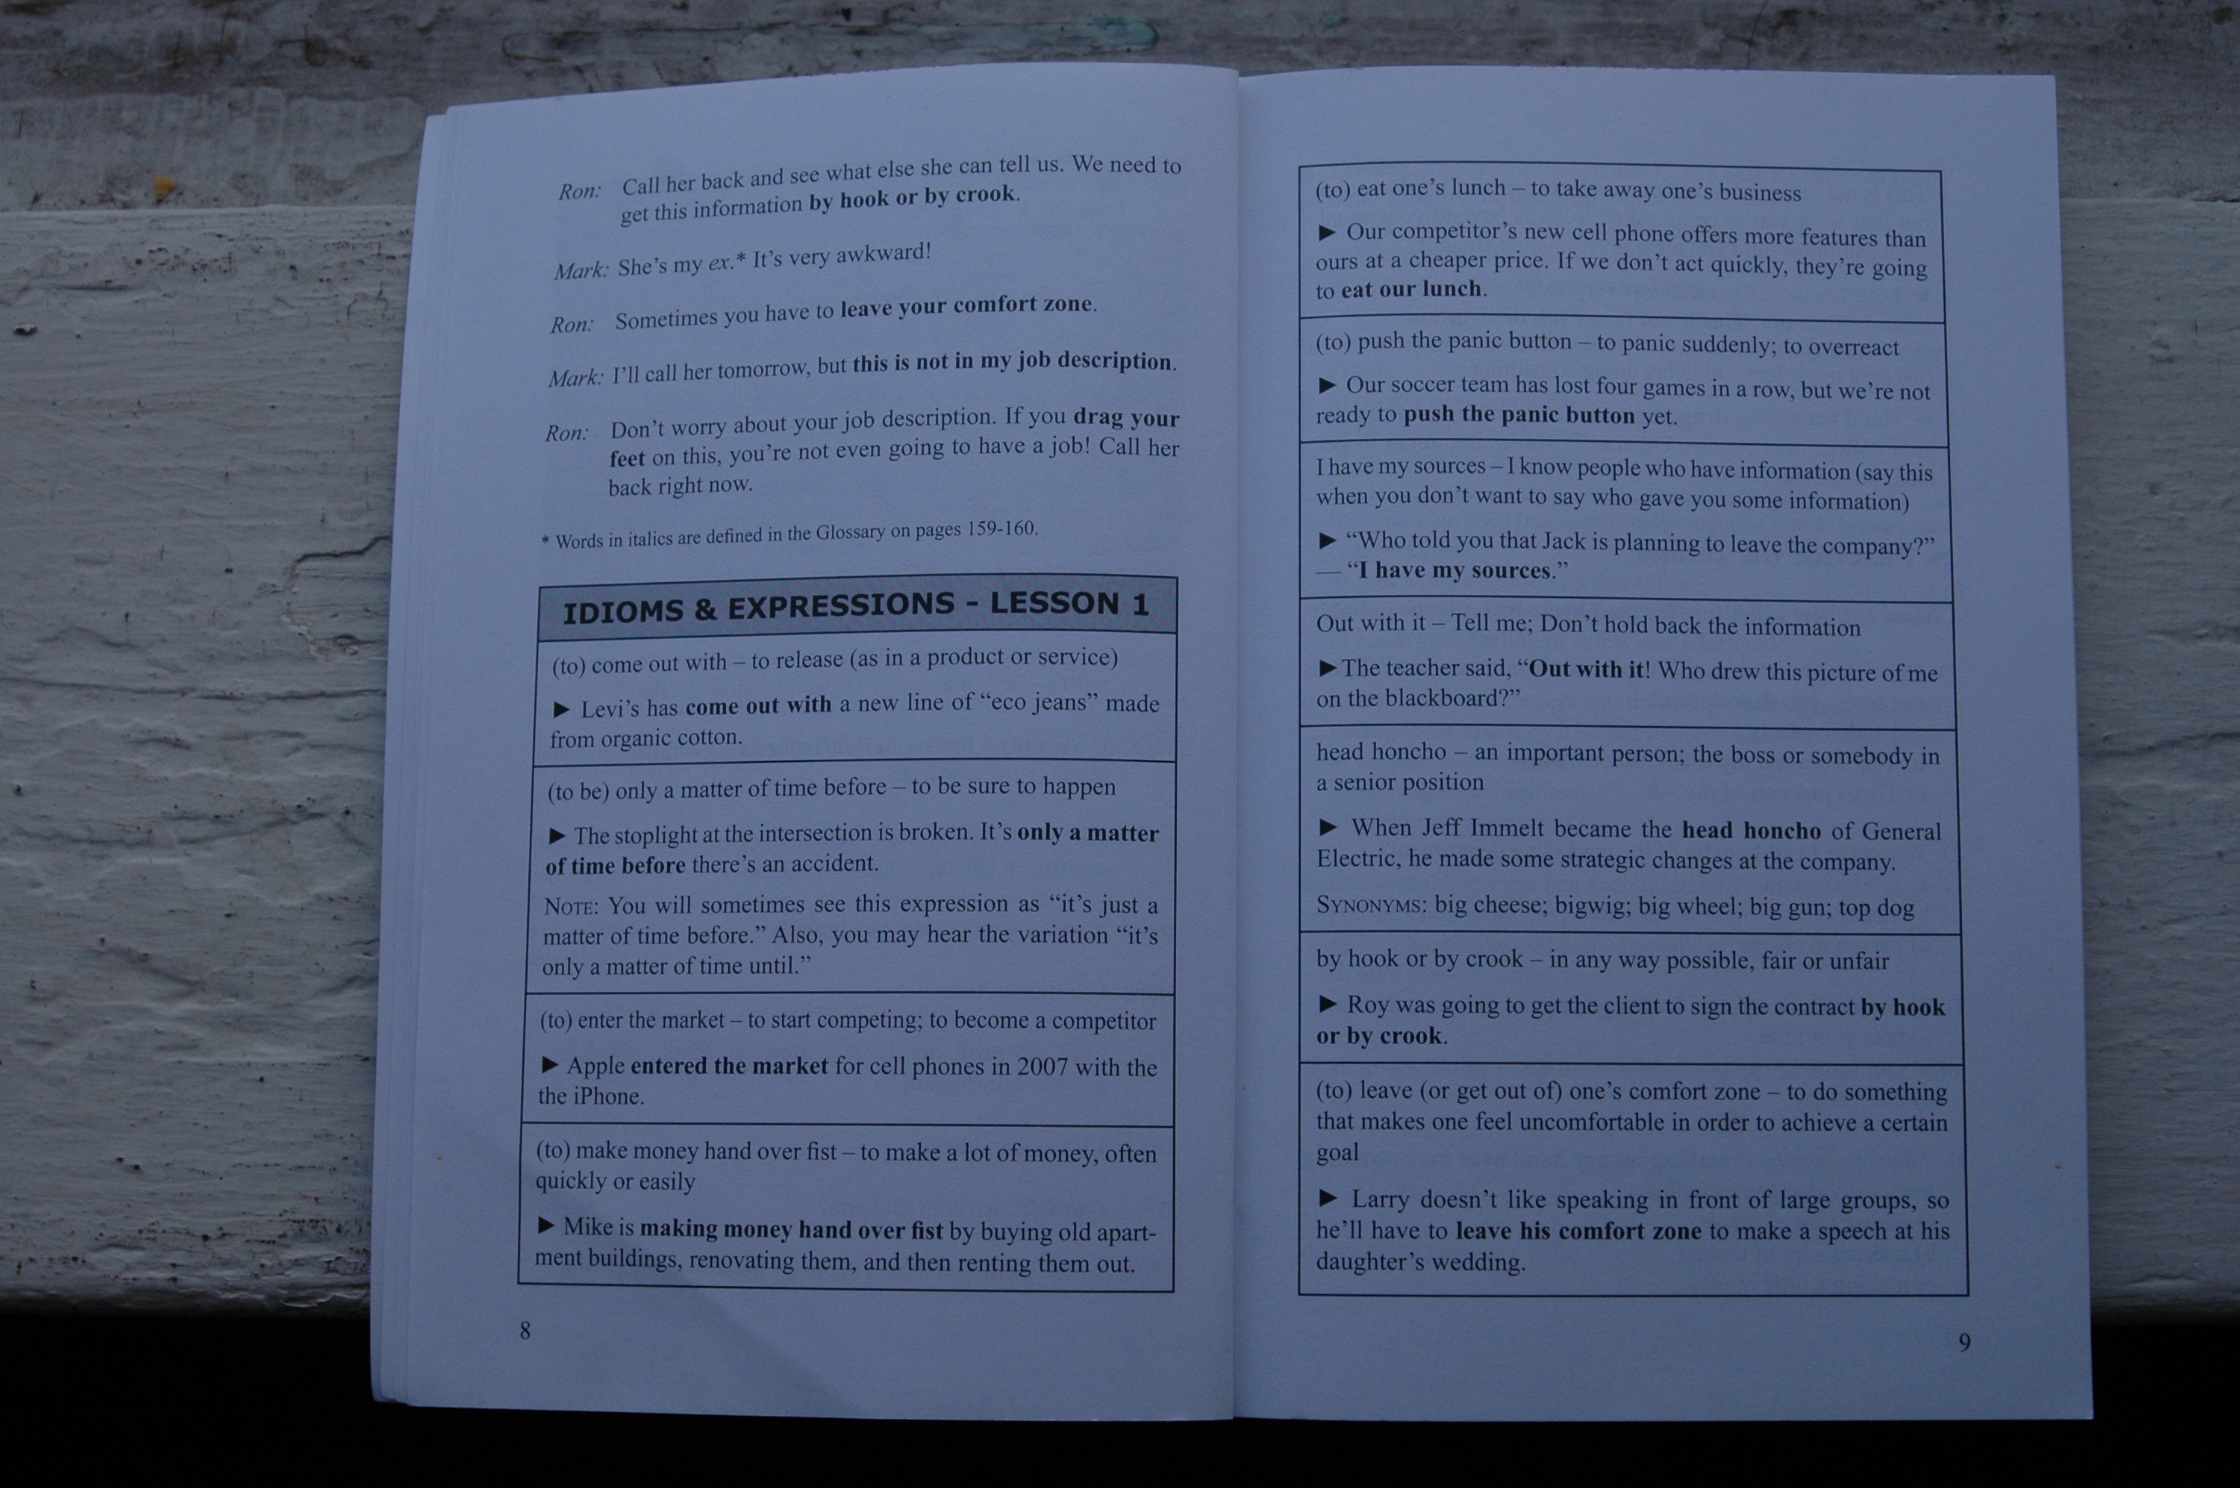 Ron: Call her back and see what else she can tell us. We need to
get this information by hook or by crook.
Mark: She's my ex.* It's very awkward!
Ron: Sometimes you have to leave your comfort zone.
Mark: I'll call her tomorrow, but this is not in my job description.
Ron: Don't worry about your job description. If you drag your
feet on this, you're not even going to have a job! Call her
back right now.
* Words in italics are defined in the Glossary on pages 159-160.
IDIOMS & EXPRESSIONS - LESSON 1
(to) come out with – to release (as in a product or service)
► Levi's has come out with a new line of “eco jeans” made
from organic cotton.
(to be) only a matter of time before – to be sure to happen
► The stoplight at the intersection is broken. It's only a matter
of time before there's an accident.
NOTE: You will sometimes see this expression as “it's just a
matter of time before.” Also, you may hear the variation “it's
only a matter of time until.”
(to) enter the market – to start competing; to become a competitor
► Apple entered the market for cell phones in 2007 with the
the iPhone.
(to) make money hand over fist – to make a lot of money, often
quickly or easily
► Mike is making money hand over fist by buying old apart-
ment buildings, renovating them, and then renting them out.
8
(to) eat one's lunch – to take away one's business
► Our competitor's new cell phone offers more features than
ours at a cheaper price. If we don't act quickly, they're going
to eat our lunch.
(to) push the panic button – to panic suddenly; to overreact
► Our soccer team has lost four games in a row, but we're not
ready to push the panic button yet.
I have my sources – I know people who have information (say this
when you don't want to say who gave you some information)
► “Who told you that Jack is planning to leave the company?”
— “I have my sources.”
Out with it – Tell me; Don't hold back the information
► The teacher said, “Out with it! Who drew this picture of me
on the blackboard?”
head honcho – an important person; the boss or somebody in
a senior position
► When Jeff Immelt became the head honcho of General
Electric, he made some strategic changes at the company.
SYNONYMS: big cheese; bigwig; big wheel; big gun; top dog
by hook or by crook – in any way possible, fair or unfair
► Roy was going to get the client to sign the contract by hook
or by crook.
(to) leave (or get out of) one's comfort zone – to do something
that makes one feel uncomfortable in order to achieve a certain
goal
► Larry doesn't like speaking in front of large groups, so
he'll have to leave his comfort zone to make a speech at his
daughter's wedding.
9